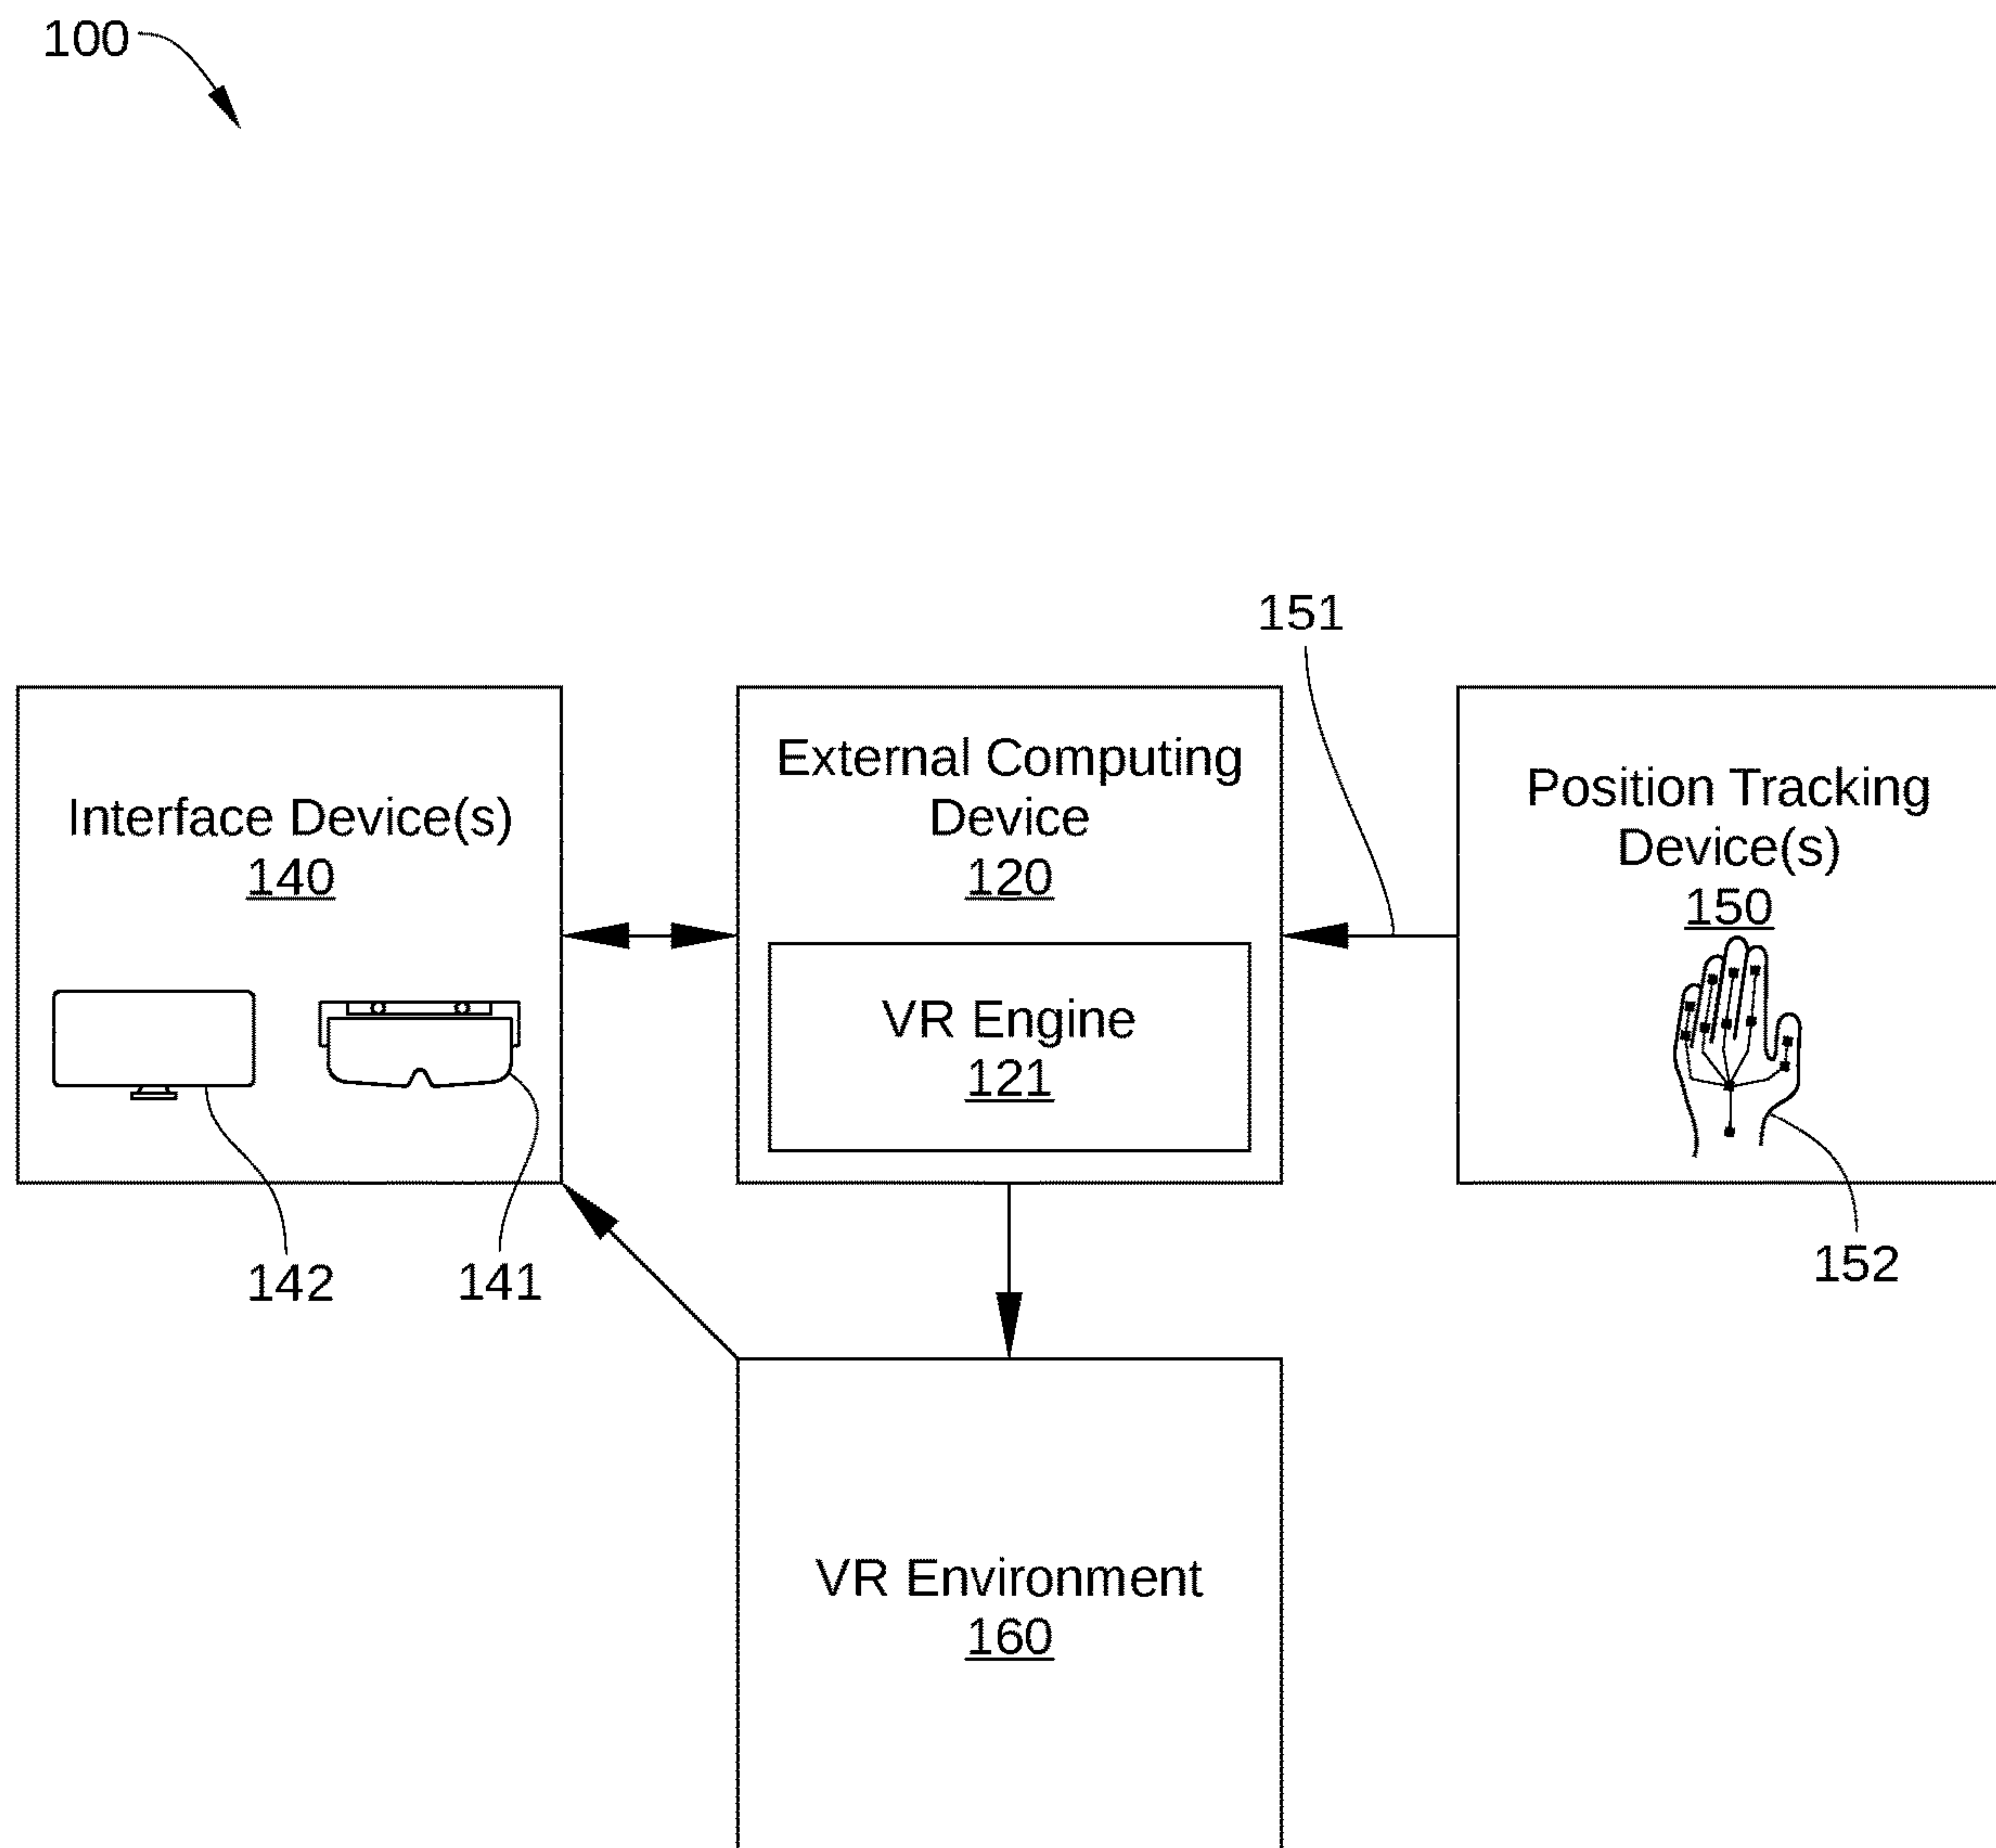 100
151
Interface Device(s)
140
External Computing
Device
120
VR Engine
121
Position Tracking
Device(s)
150
142
141
152
VR Environment
160